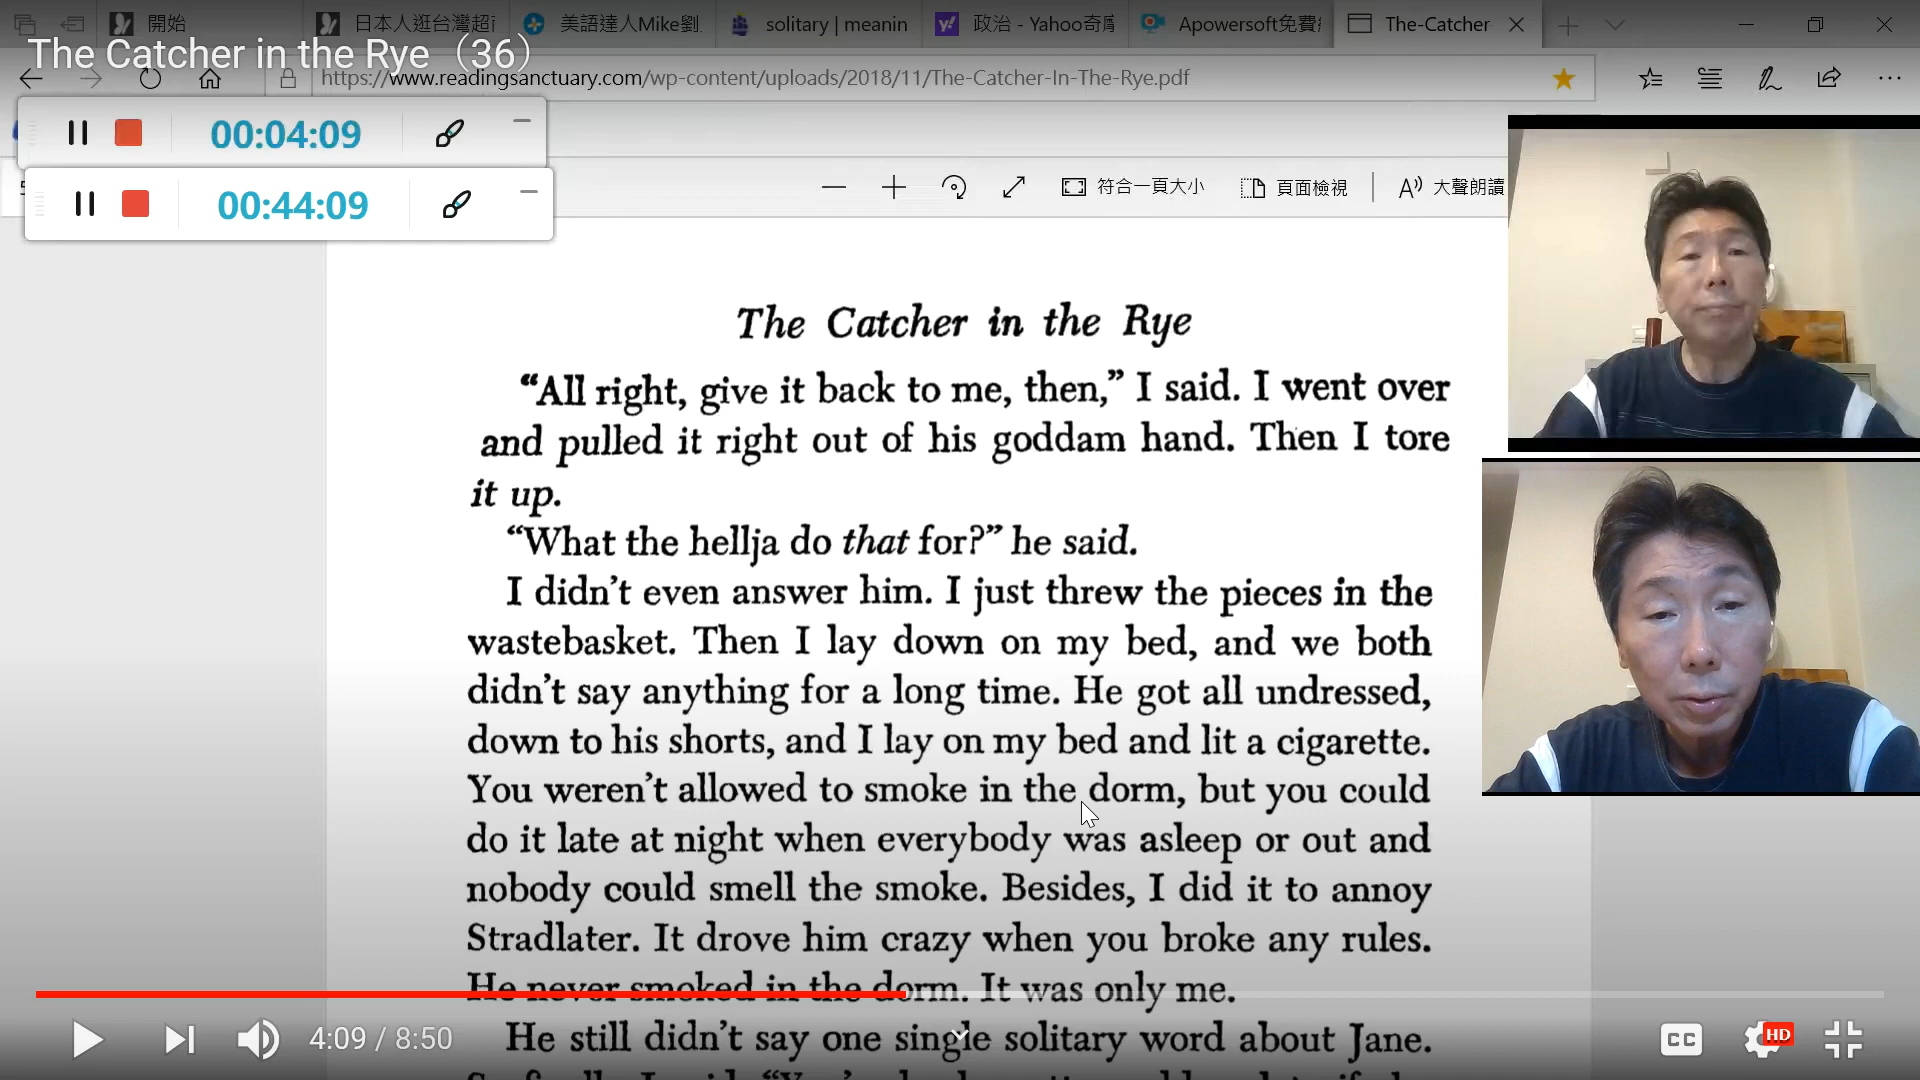 開始
日本人逛台灣超
美語達人Mike劉
solitary | meanin
政治 - Yahoo奇
Apowersoft免費
The-Catcher
The Catcher in the Rye（36）
https://www.readingsanctuary.com/wp-content/uploads/2018/11/The-Catcher-In-The-Rye.pdf
00:04:09
00:44:09
符合一頁大小
頁面檢視
大聲朗讀
The Catcher in the Rye
“All right, give it back to me, then,” I said. I went over
and pulled it right out of his goddam hand. Then I tore
it up.
“What the hellja do that for?” he said.
I didn’t even answer him. I just threw the pieces in the
wastebasket. Then I lay down on my bed, and we both
didn’t say anything for a long time. He got all undressed,
down to his shorts, and I lay on my bed and lit a cigarette.
You weren’t allowed to smoke in the dorm, but you could
do it late at night when everybody was asleep or out and
nobody could smell the smoke. Besides, I did it to annoy
Stradlater. It drove him crazy when you broke any rules.
He never smoked in the dorm. It was only me.
He still didn’t say one single solitary word about Jane.
4:09 / 8:50
CC
HD